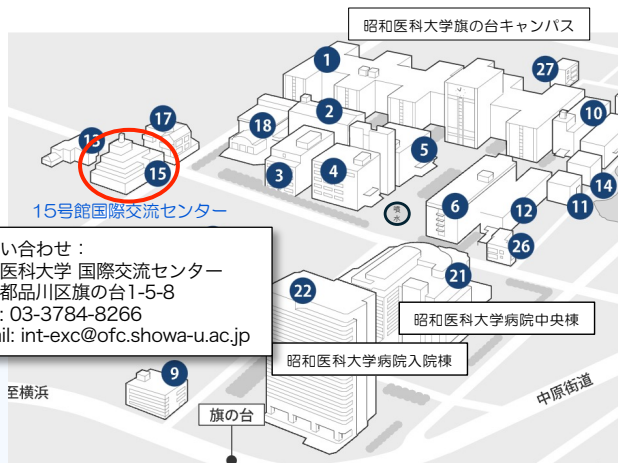 昭和医科大学旗の台キャンパス
1
27
2
10
17
18
13
5
15
3
4
14
6
11
12
噴水
15号館国際交流センター
26
い合わせ：
医科大学 国際交流センター
都品川区旗の台1-5-8
: 03-3784-8266
ail: int-exc@ofc.showa-u.ac.jp
21
22
昭和医科大学病院中央棟
昭和医科大学病院入院棟
9
至横浜
中原街道
旗の台